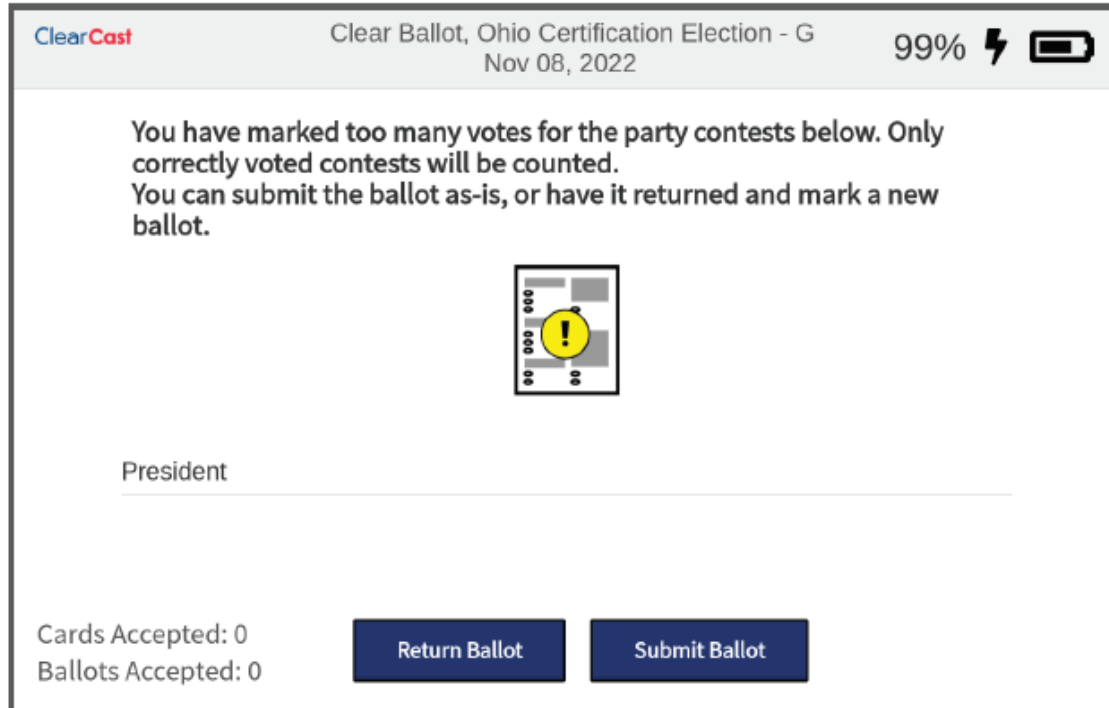 ClearCast
Clear Ballot, Ohio Certification Election - G
Nov 08, 2022
99%
You have marked too many votes for the party contests below. Only
correctly voted contests will be counted.
You can submit the ballot as-is, or have it returned and mark a new
ballot.
!
President
Cards Accepted: 0
Ballots Accepted: 0
Return Ballot
Submit Ballot